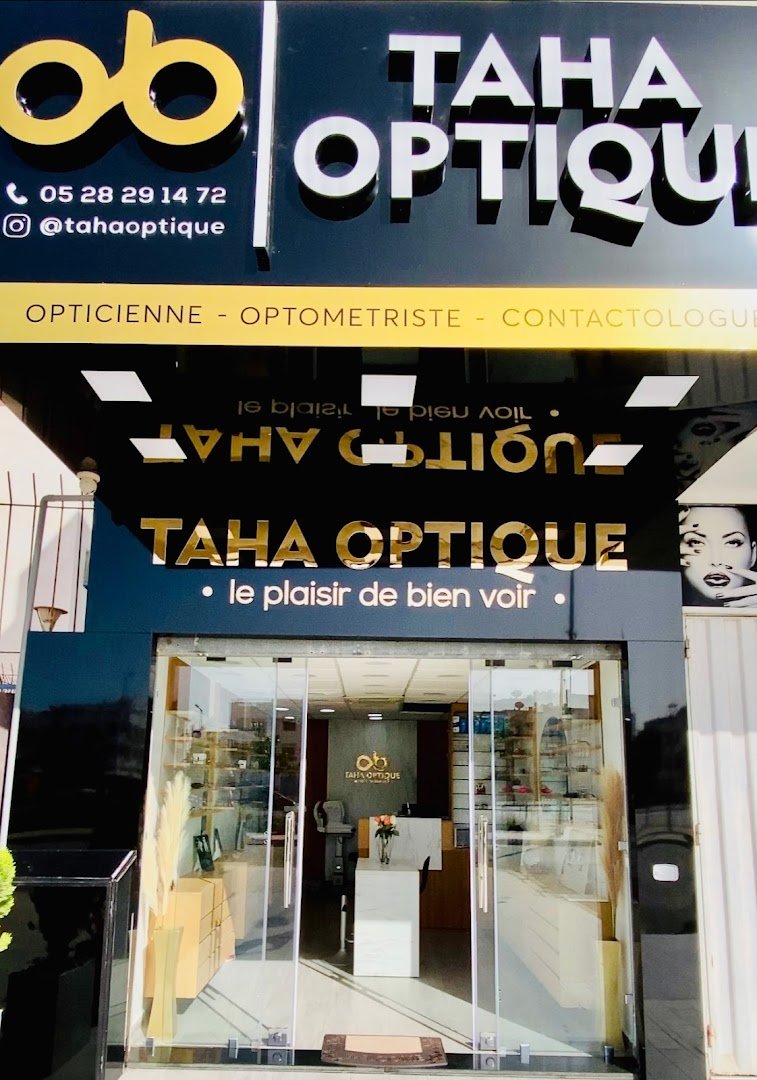 TAHA
OPTIQUE
05 28 29 14 72
@tahaoptique
OPTICIENNE - OPTOMETRISTE - CONTACTOLOGUE
TAHA OPTIQUE
• le plaisir de bien voir •
TAHA OPTIQUE